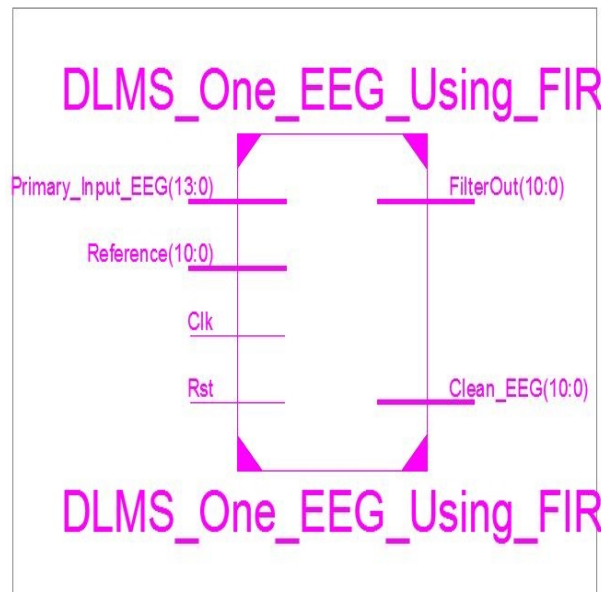 DLMS_One_EEG_Using_FIR
Primary_Input_EEG(13:0)
FilterOut(10:0)
Reference(10:0)
Clk
Rst
Clean_EEG(10:0)
DLMS_One_EEG_Using_FIR